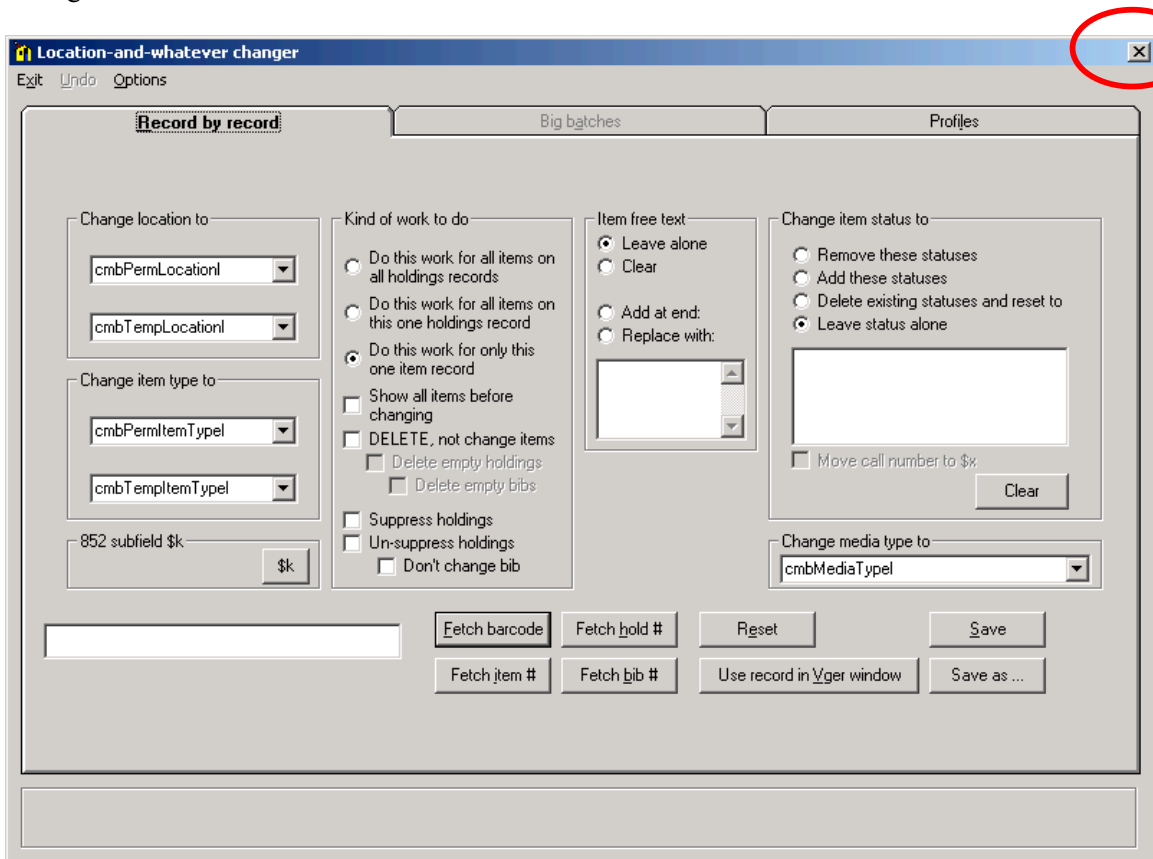 Location-and-whatever changer
Exit Undo Options
Record by record
Big batches
Profiles
Change location to
cmbPermLocationI
cmbTempLocationI
Change item type to
cmbPermItemTypeI
cmbTempItemTypeI
852 subfield $k
$k
Kind of work to do
Do this work for all items on
all holdings records
Do this work for all items on
this one holdings record
Do this work for only this
one item record
Show all items before
changing
DELETE, not change items
Delete empty holdings
Delete empty bibs
Suppress holdings
Un-suppress holdings
Don't change bib
Item free text
Leave alone
Clear
Add at end:
Replace with:
Change item status to
Remove these statuses
Add these statuses
Delete existing statuses and reset to
Leave status alone
Move call number to $x
Clear
Change media type to
cmbMediaTypeI
Fetch barcode
Fetch hold #
Reset
Save
Fetch item #
Fetch bib #
Use record in Vger window
Save as ...